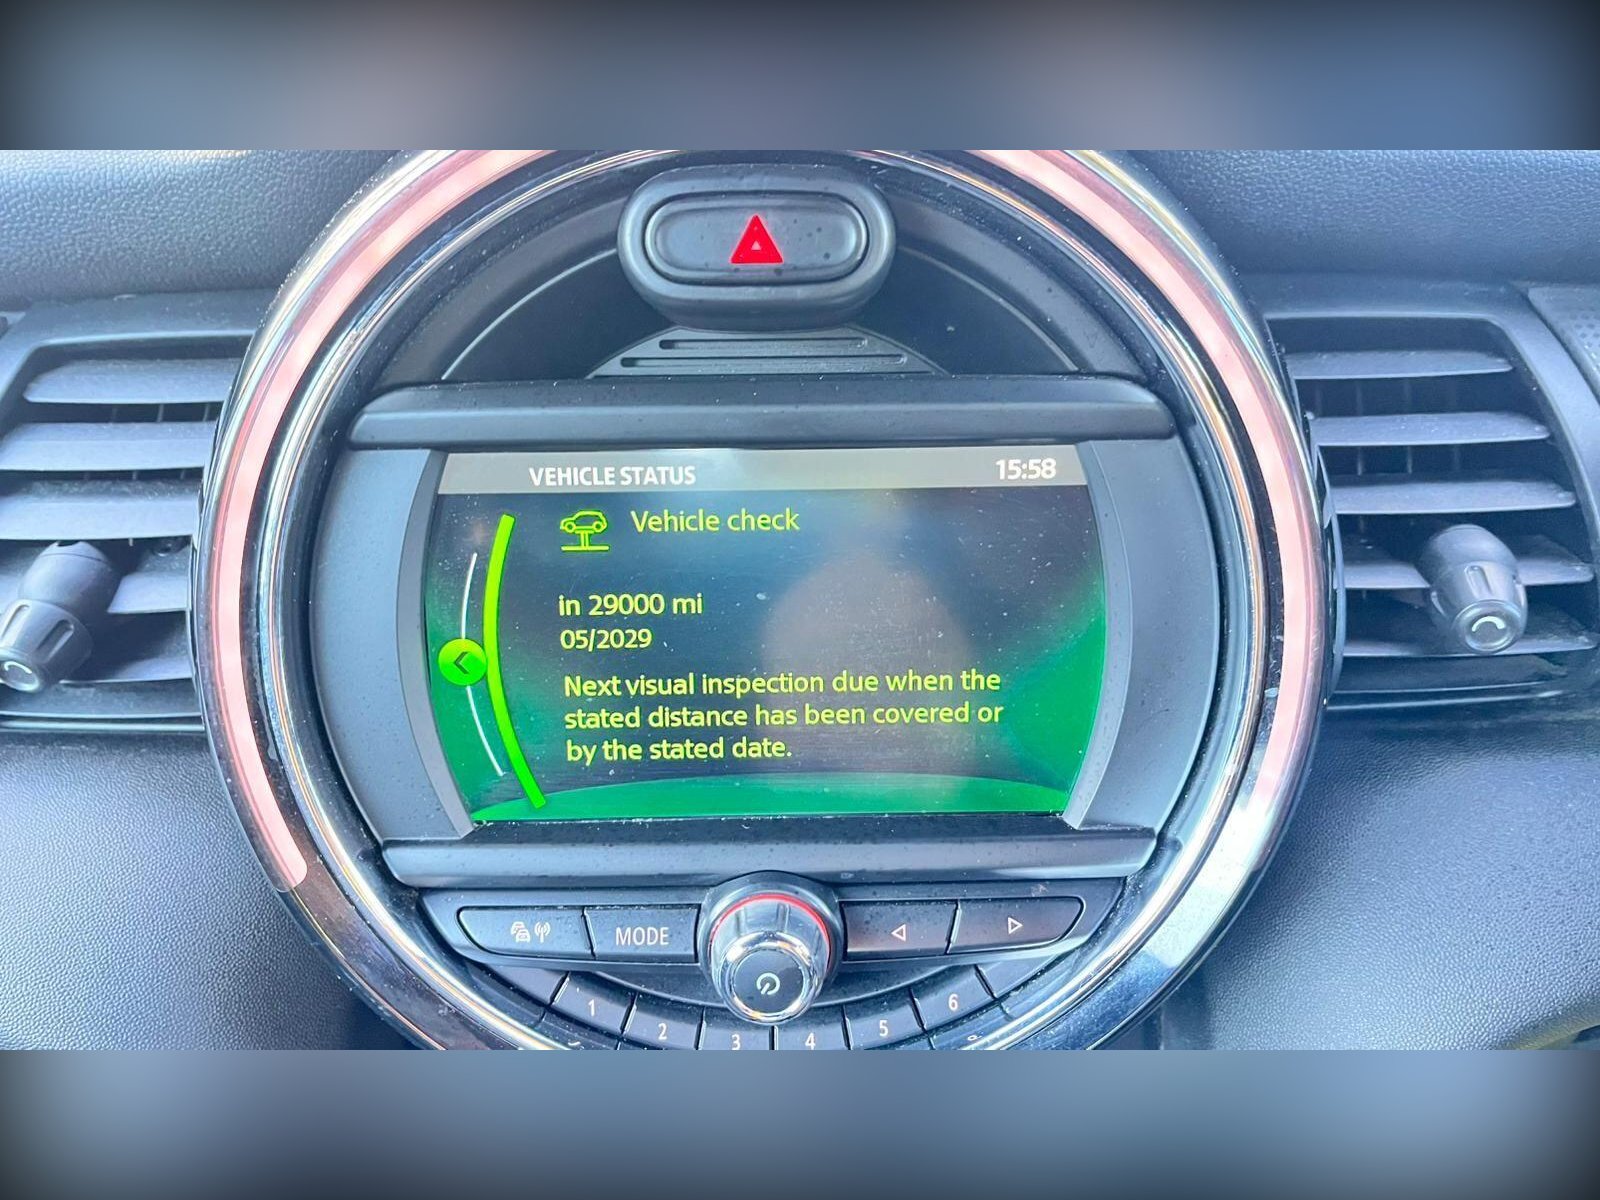 VEHICLE STATUS 15:58
Vehicle check
in 29000 mi
05/2029
Next visual inspection due when the
stated distance has been covered or
by the stated date.
MODE
1 2 3 4 5 6